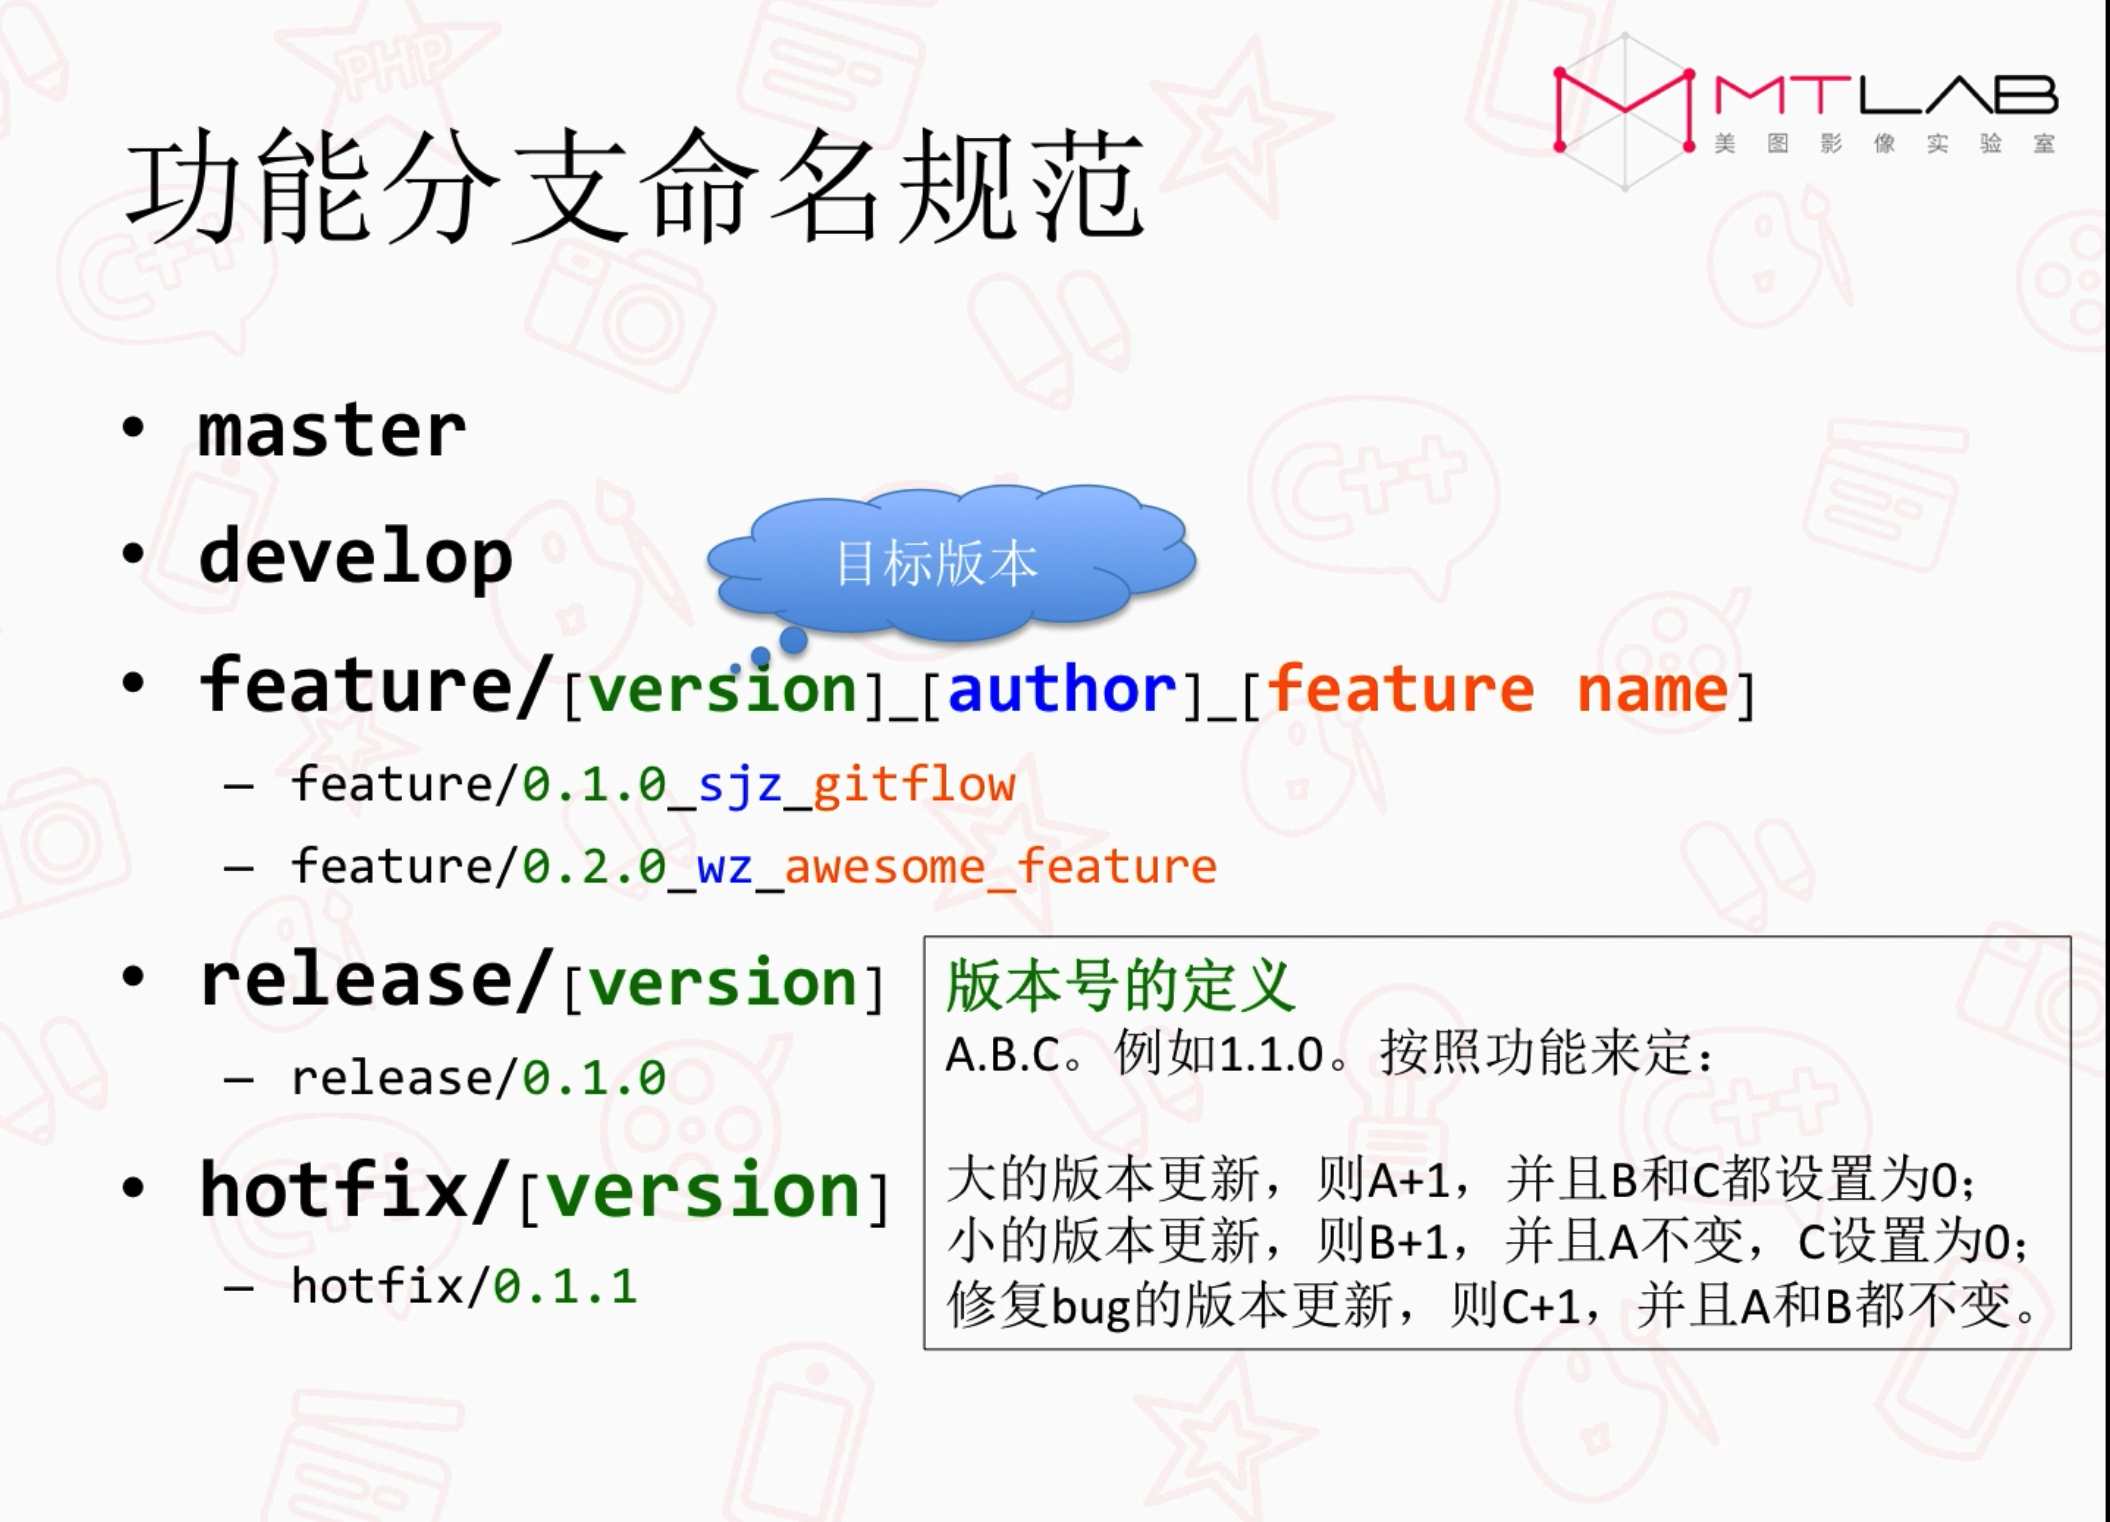 MTLAB
美图影像实验室
功能分支命名规范
• master
• develop
目标版本
• feature/[version]_[author]_[feature name]
– feature/0.1.0_sjz_gitflow
– feature/0.2.0_wz_awesome_feature
• release/[version]
– release/0.1.0
• hotfix/[version]
– hotfix/0.1.1
版本号的定义
A.B.C。例如1.1.0。按照功能来定：
大的版本更新，则A+1，并且B和C都设置为0；
小的版本更新，则B+1，并且A不变，C设置为0；
修复bug的版本更新，则C+1，并且A和B都不变。
PHP
C++
C++
C++
C++